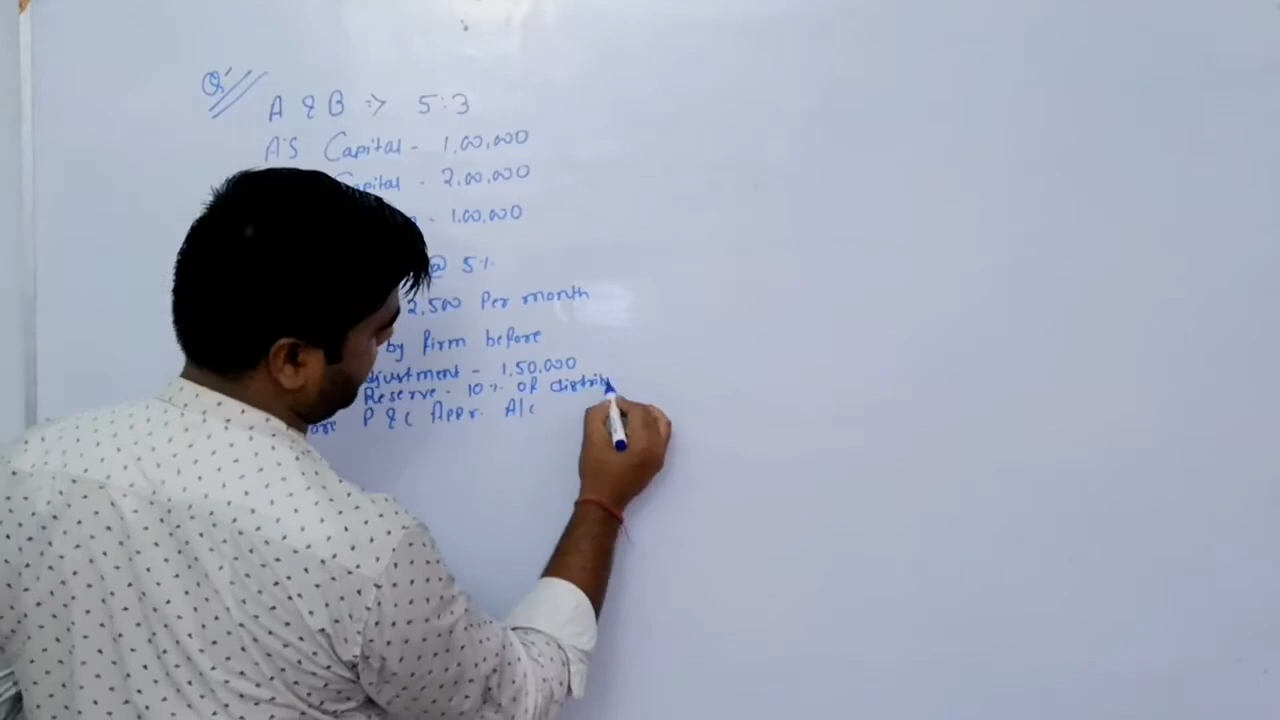 Q.
A & B => 5:3
A'S Capital - 1,00,000
Capital - 2,00,000
- 1,00,000
@ 5%
2,500 Per month
by firm before
djustment - 1,50,000
Reserve - 10% of distrib
P & L Appr. A/c